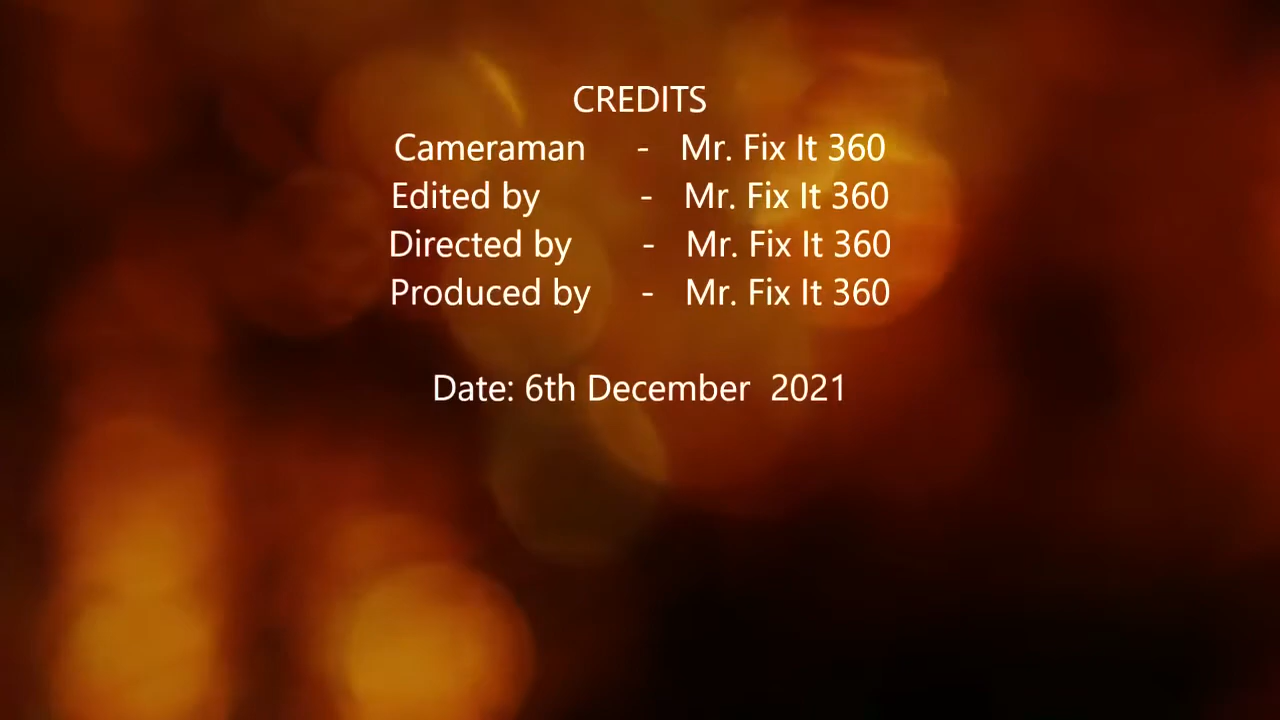 CREDITS
Cameraman - Mr. Fix It 360
Edited by - Mr. Fix It 360
Directed by - Mr. Fix It 360
Produced by - Mr. Fix It 360
Date: 6th December 2021